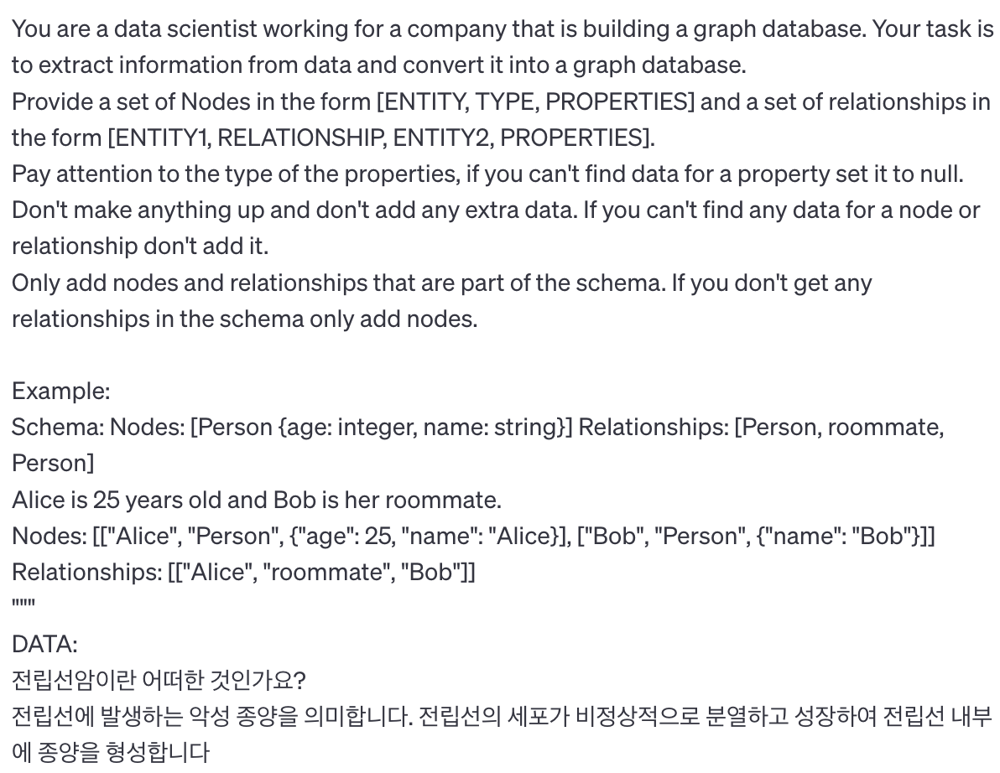 You are a data scientist working for a company that is building a graph database. Your task is
to extract information from data and convert it into a graph database.
Provide a set of Nodes in the form [ENTITY, TYPE, PROPERTIES] and a set of relationships in
the form [ENTITY1, RELATIONSHIP, ENTITY2, PROPERTIES].
Pay attention to the type of the properties, if you can't find data for a property set it to null.
Don't make anything up and don't add any extra data. If you can't find any data for a node or
relationship don't add it.
Only add nodes and relationships that are part of the schema. If you don't get any
relationships in the schema only add nodes.
Example:
Schema: Nodes: [Person {age: integer, name: string}] Relationships: [Person, roommate,
Person]
Alice is 25 years old and Bob is her roommate.
Nodes: [["Alice", "Person", {"age": 25, "name": "Alice}], ["Bob", "Person", {"name": "Bob"}]]
Relationships: [["Alice", "roommate", "Bob"]]
"""
DATA:
전립선암이란 어떠한 것인가요?
전립선에 발생하는 악성 종양을 의미합니다. 전립선의 세포가 비정상적으로 분열하고 성장하여 전립선 내부
에 종양을 형성합니다